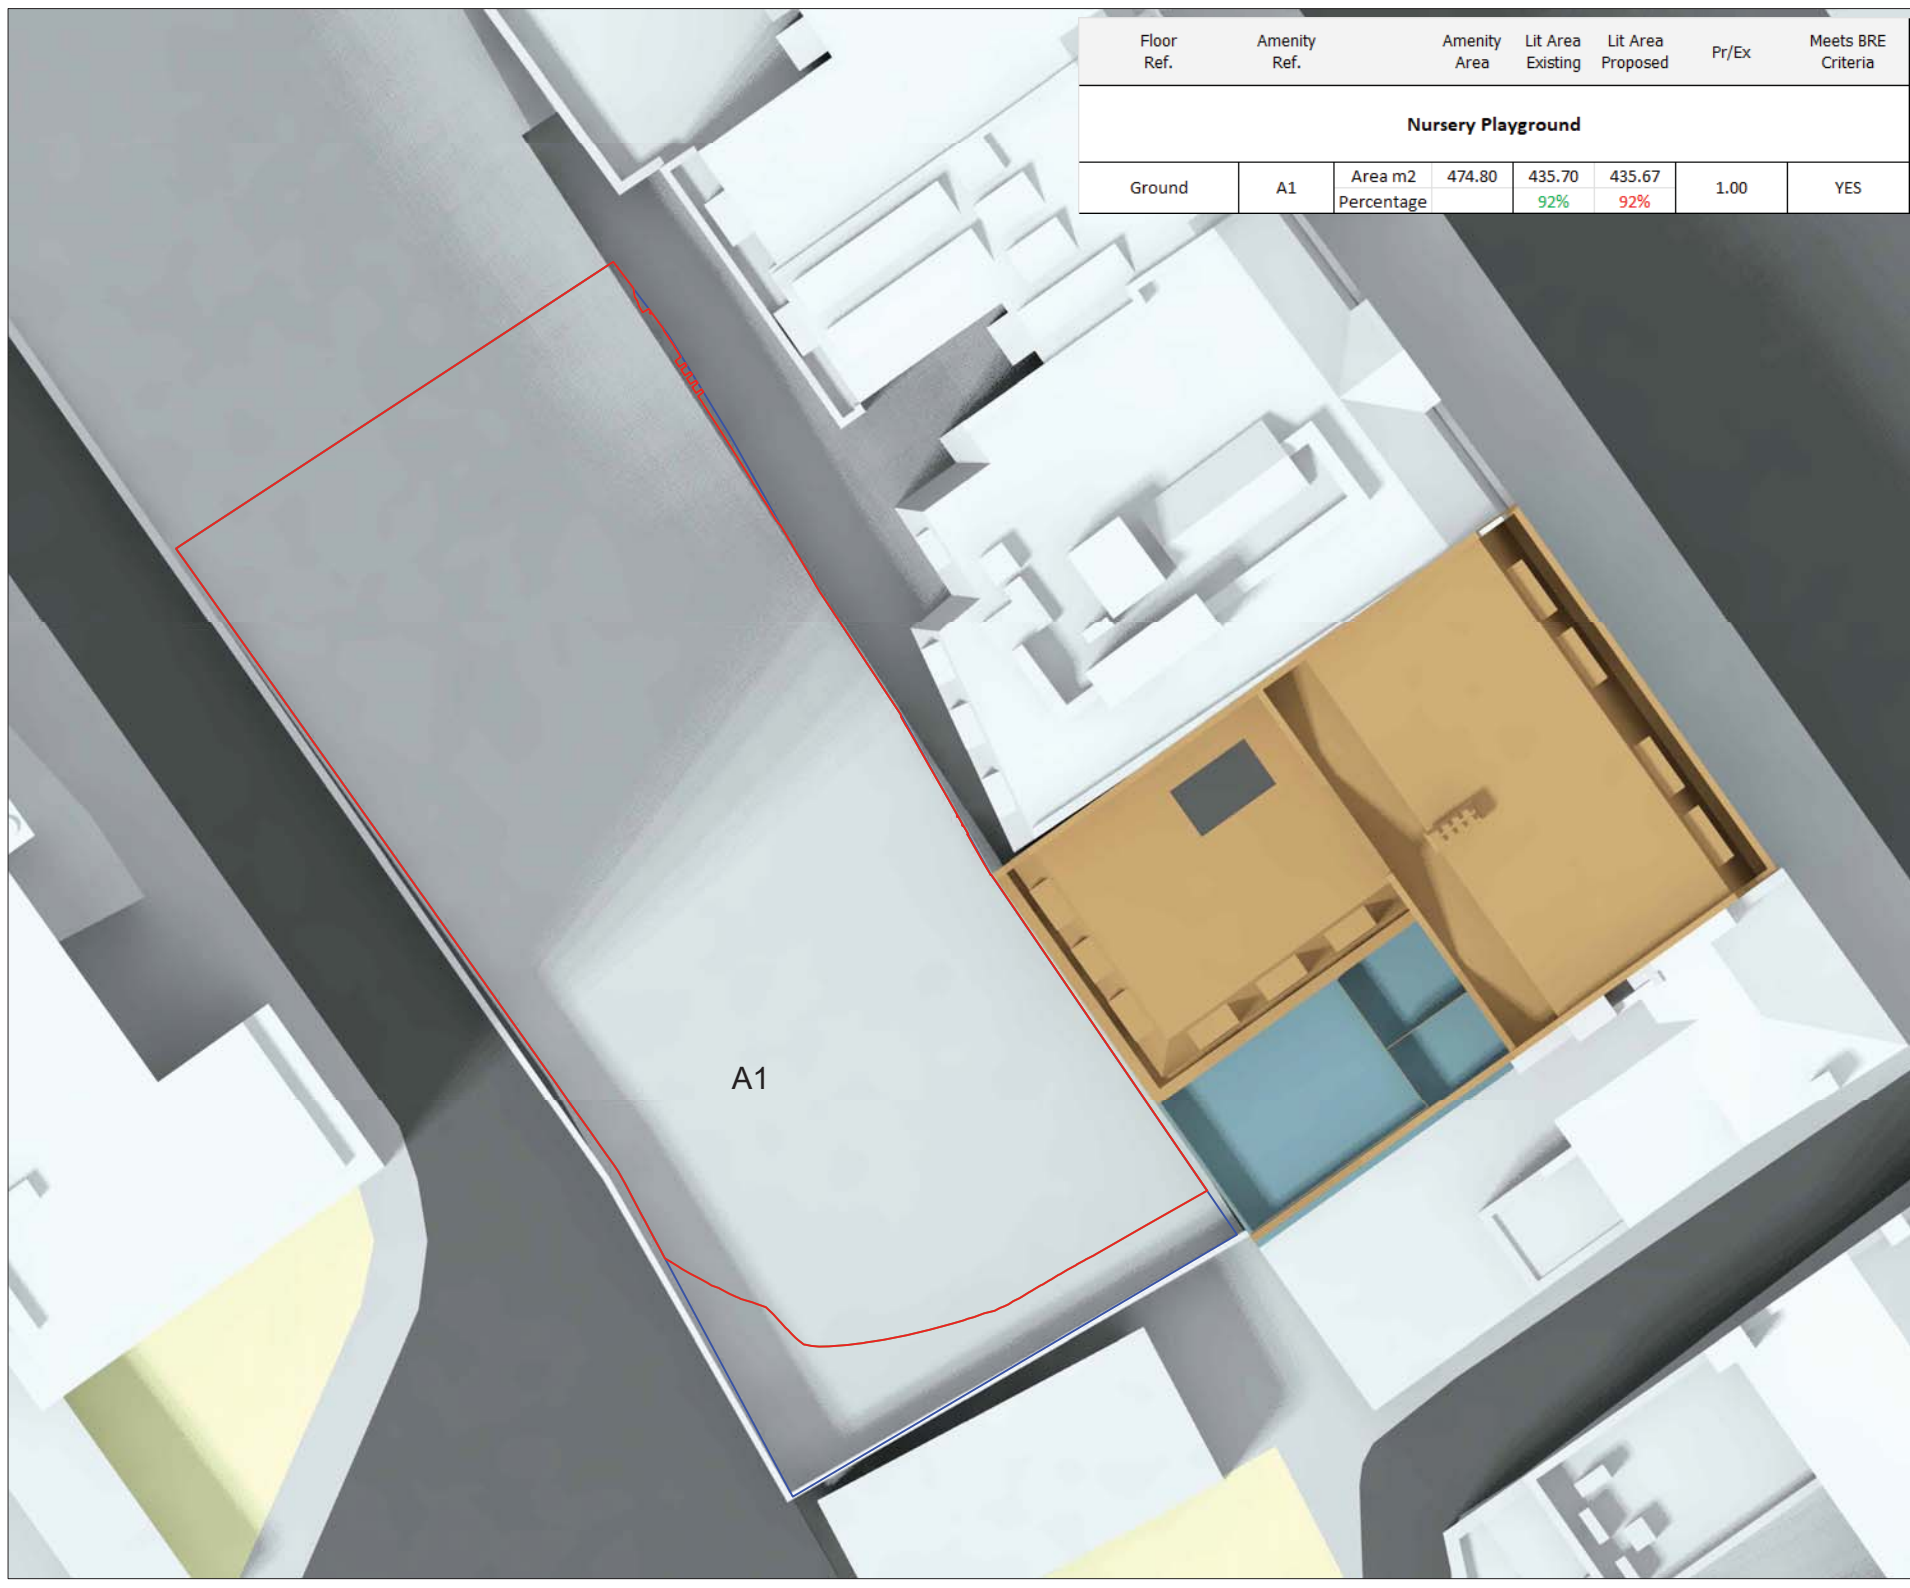 Floor Ref. Amenity Ref. Amenity Area Lit Area Existing Lit Area Proposed Pr/Ex Meets BRE Criteria
Nursery Playground
Ground A1 Area m2 474.80 435.70 435.67 1.00 YES
Percentage 92% 92%
A1